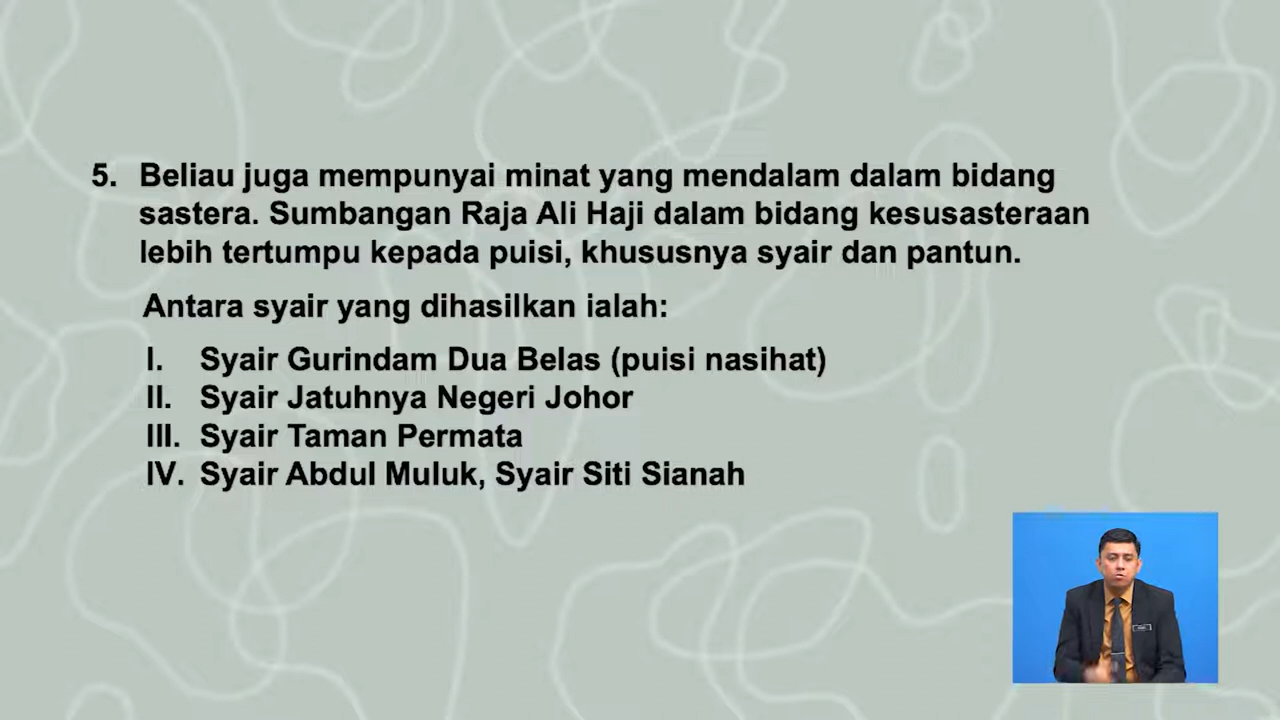 5. Beliau juga mempunyai minat yang mendalam dalam bidang
sastera. Sumbangan Raja Ali Haji dalam bidang kesusasteraan
lebih tertumpu kepada puisi, khususnya syair dan pantun.
Antara syair yang dihasilkan ialah:
I. Syair Gurindam Dua Belas (puisi nasihat)
II. Syair Jatuhnya Negeri Johor
III. Syair Taman Permata
IV. Syair Abdul Muluk, Syair Siti Sianah